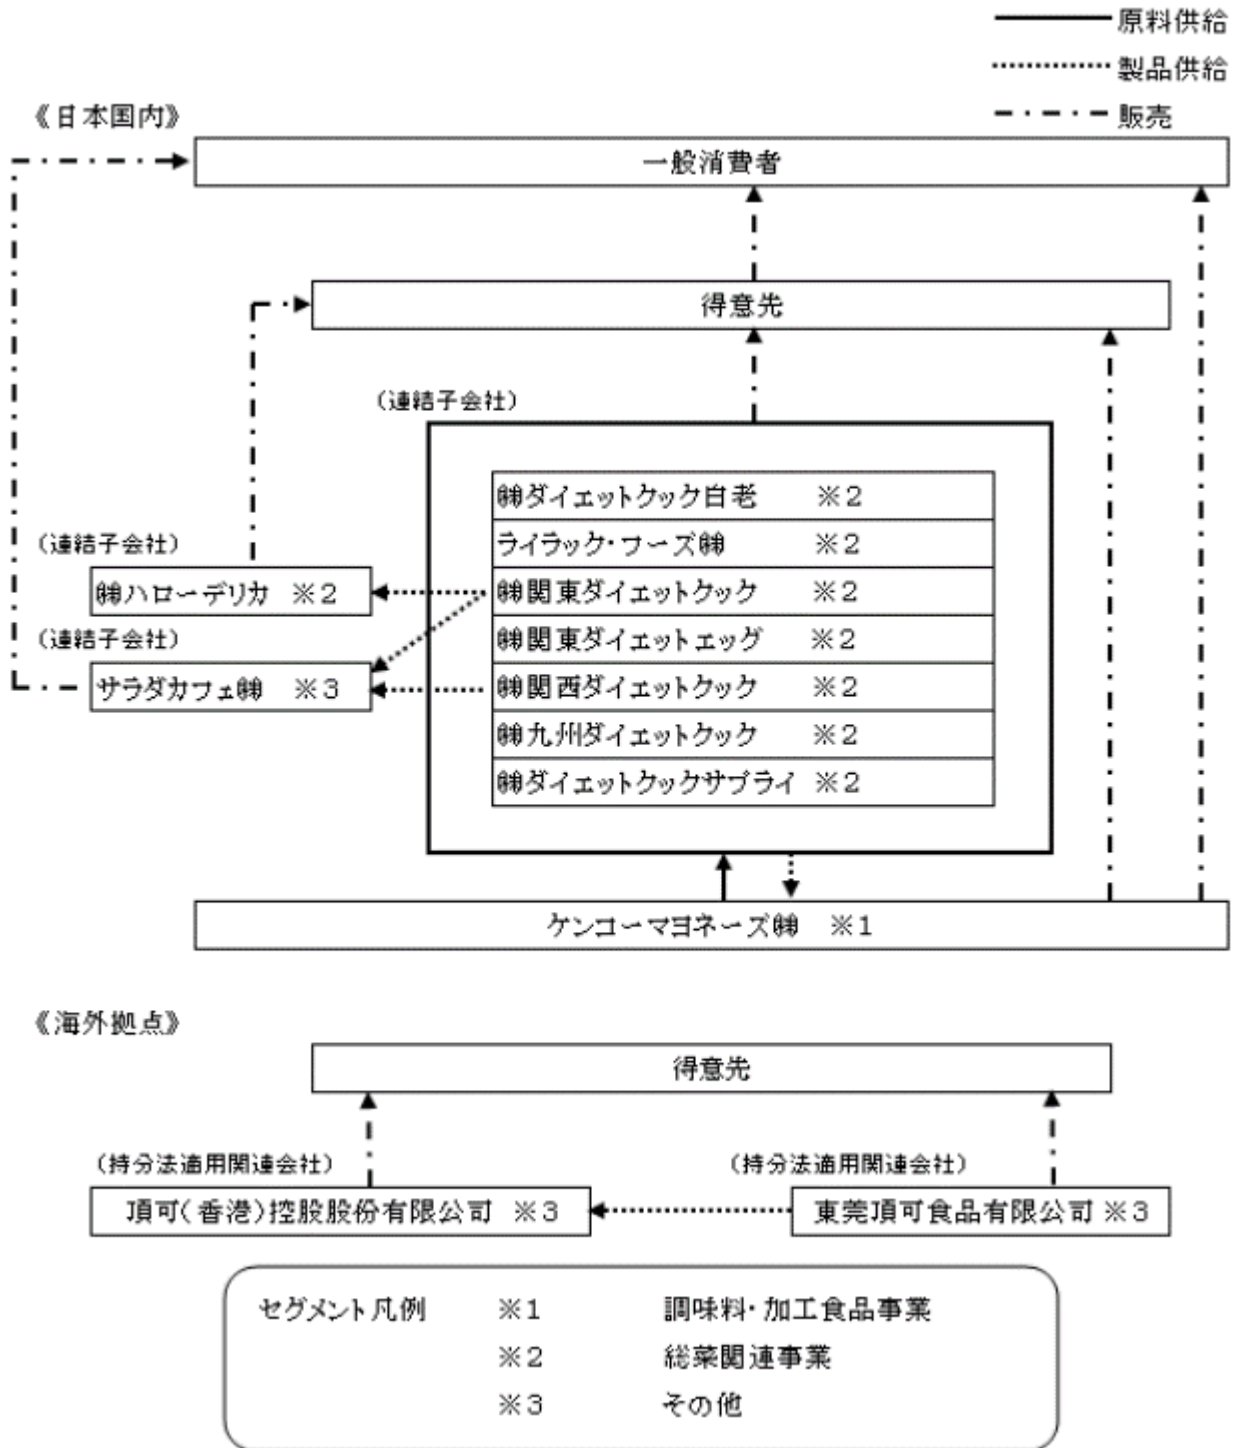 原料供給
製品供給
販売
《日本国内》
一般消費者
得意先
(連結子会社)
㈱ダイエットクック白老 ※2
ライラック・フーズ㈱ ※2
㈱関東ダイエットクック ※2
㈱関東ダイエットエッグ ※2
㈱関西ダイエットクック ※2
㈱九州ダイエットクック ※2
㈱ダイエットクックサプライ ※2
(連結子会社)
㈱ハローデリカ ※2
(連結子会社)
サラダカフェ㈱ ※3
ケンコーマヨネーズ㈱ ※1
《海外拠点》
得意先
(持分法適用関連会社)
頂可(香港)控股股份有限公司 ※3
(持分法適用関連会社)
東莞頂可食品有限公司 ※3
セグメント凡例 ※1 調味料・加工食品事業
※2 総菜関連事業
※3 その他